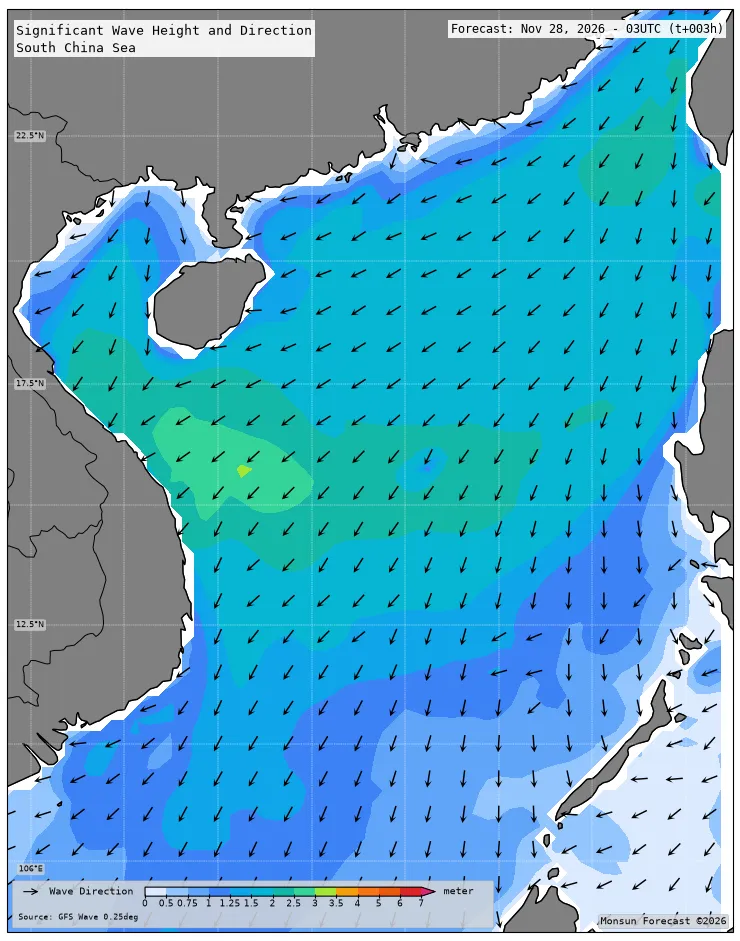 Significant Wave Height and Direction
South China Sea
Forecast: Nov 28, 2026 - 03UTC (t+003h)
22.5°N
17.5°N
12.5°N
106°E
Wave Direction
meter
0 0.5 0.75 1 1.25 1.5 2 2.5 3 3.5 4 5 6 7
Source: GFS Wave 0.25deg
Monsun Forecast ©2026